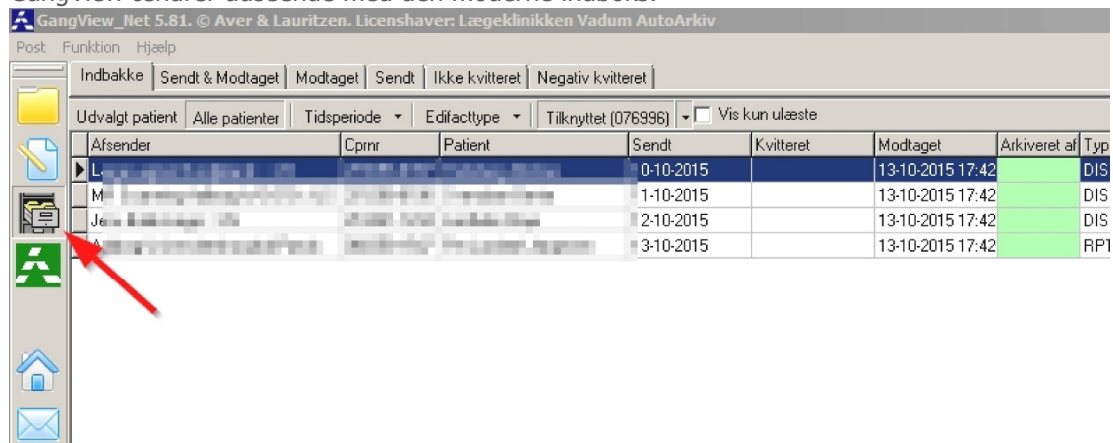 GangView_Net 5.81. © Aver & Lauritzen. Licenshaver: Lægeklinikken Vadum AutoArkiv
Post Funktion Hjælp
Indbakke Sendt & Modtaget Modtaget Sendt Ikke kvitteret Negativ kvitteret
Udvalgt patient Alle patienter Tidsperiode Edifacttype Tilknyttet (076996) Vis kun ulæste
Afsender Cprnr Patient Sendt Kvitteret Modtaget Arkiveret af Typ
L 0-10-2015 13-10-2015 17:42 DIS
M 1-10-2015 13-10-2015 17:42 DIS
Je 2-10-2015 13-10-2015 17:42 DIS
A 3-10-2015 13-10-2015 17:42 RPT